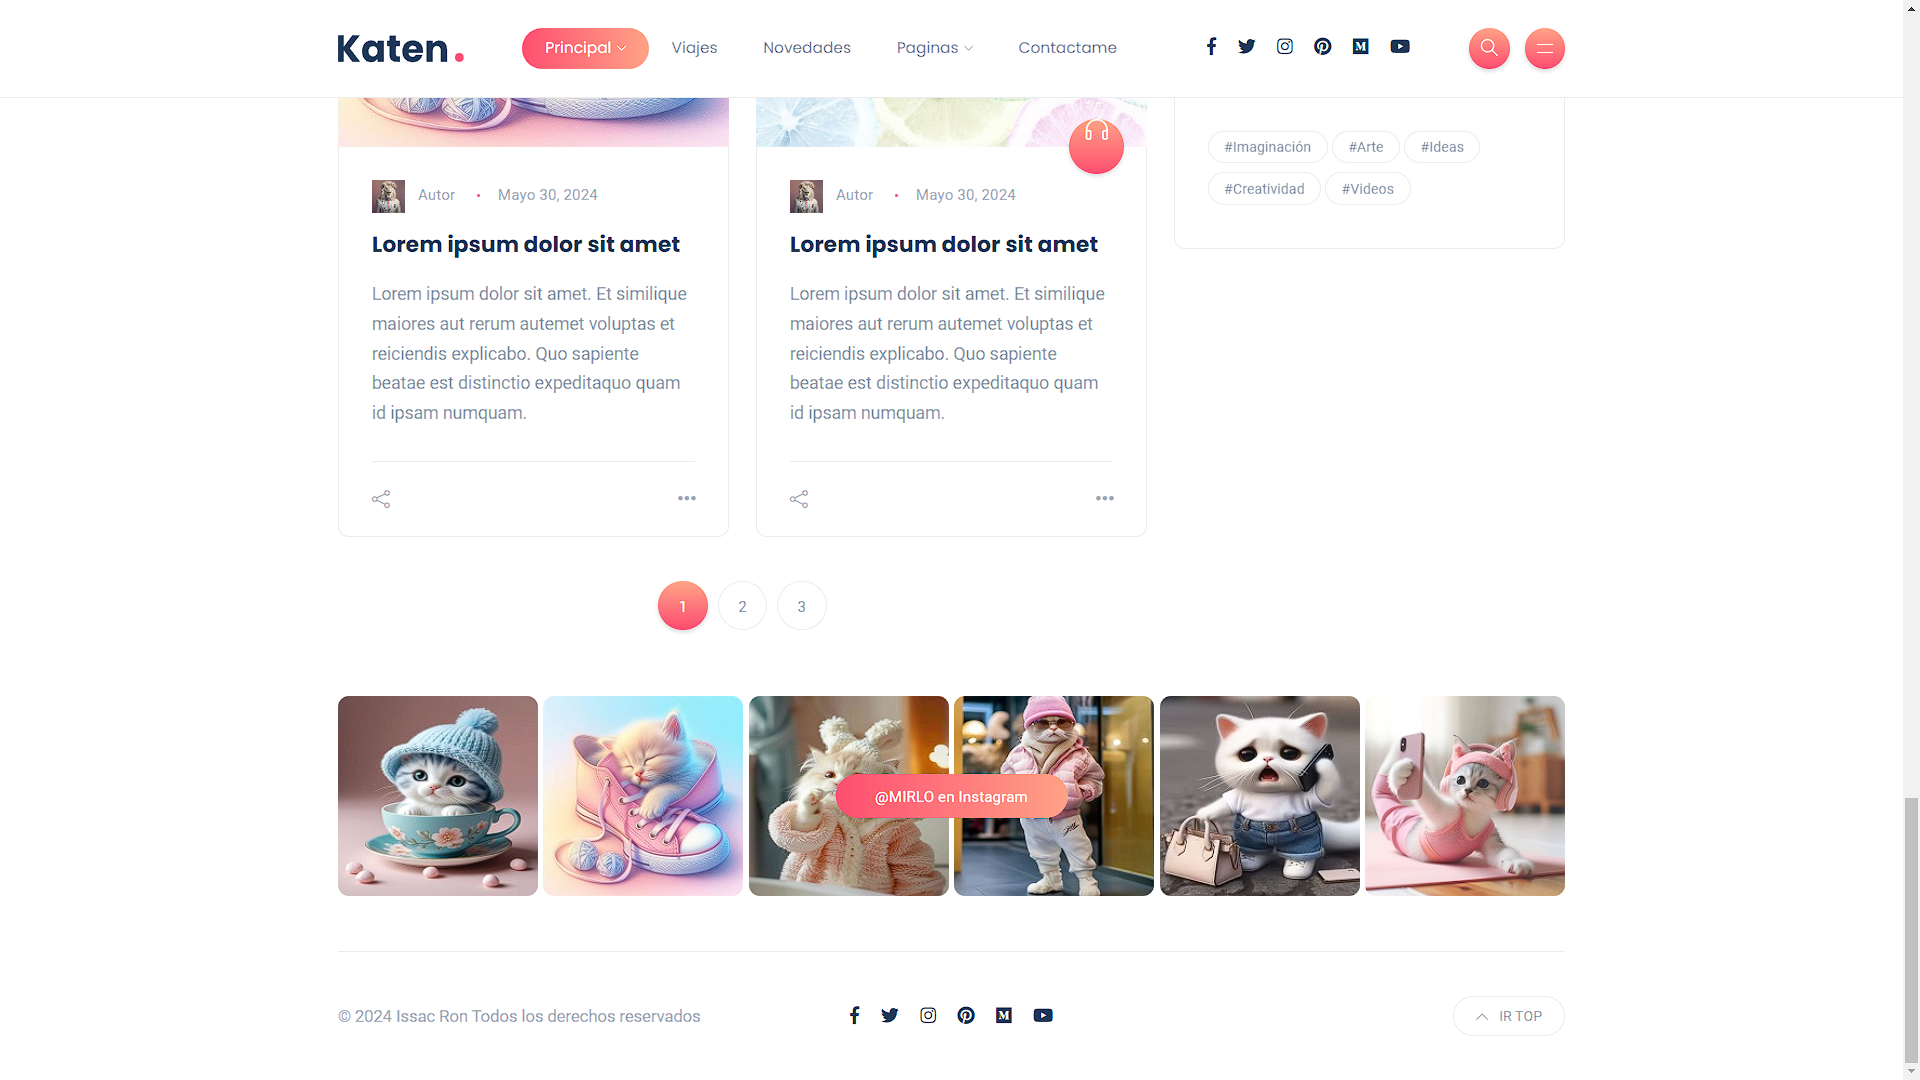 Katen.
Principal
Viajes
Novedades
Paginas
Contactame
#Imaginación
#Arte
#Ideas
#Creatividad
#Videos
Autor • Mayo 30, 2024
Lorem ipsum dolor sit amet
Lorem ipsum dolor sit amet. Et similique
maiores aut rerum autemet voluptas et
reiciendis explicabo. Quo sapiente
beatae est distinctio expeditaquo quam
id ipsam numquam.
Autor • Mayo 30, 2024
Lorem ipsum dolor sit amet
Lorem ipsum dolor sit amet. Et similique
maiores aut rerum autemet voluptas et
reiciendis explicabo. Quo sapiente
beatae est distinctio expeditaquo quam
id ipsam numquam.
1
2
3
@MIRLO en Instagram
© 2024 Issac Ron Todos los derechos reservados
IR TOP